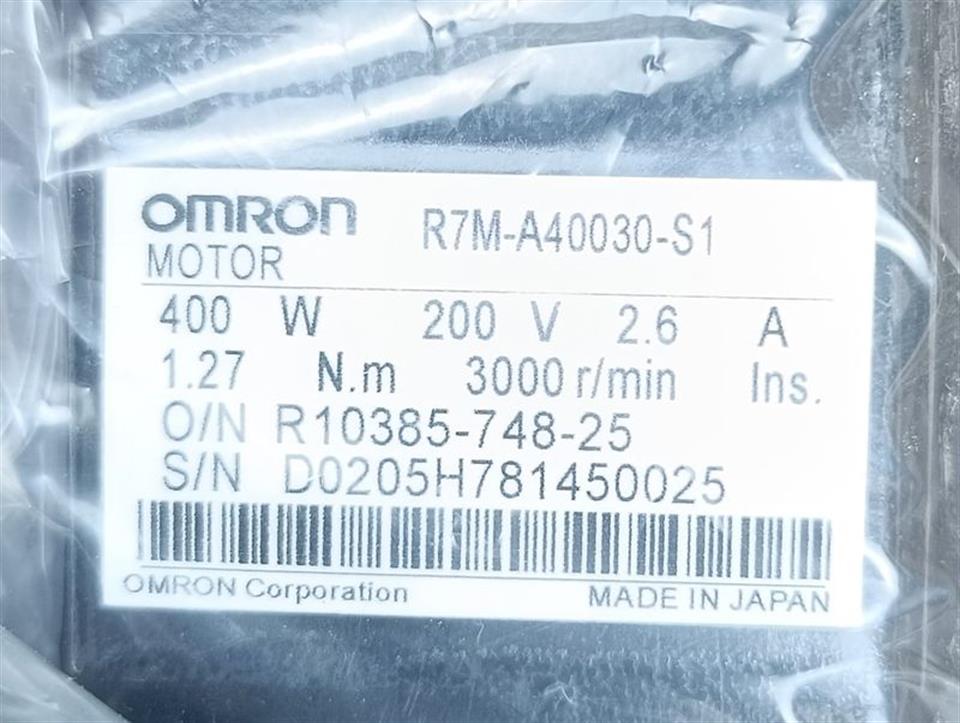 OMRON R7M-A40030-S1
MOTOR
400 W 200 V 2.6 A
1.27 N.m 3000 r/min Ins.
O/N R10385-748-25
S/N D0205H781450025
OMRON Corporation MADE IN JAPAN